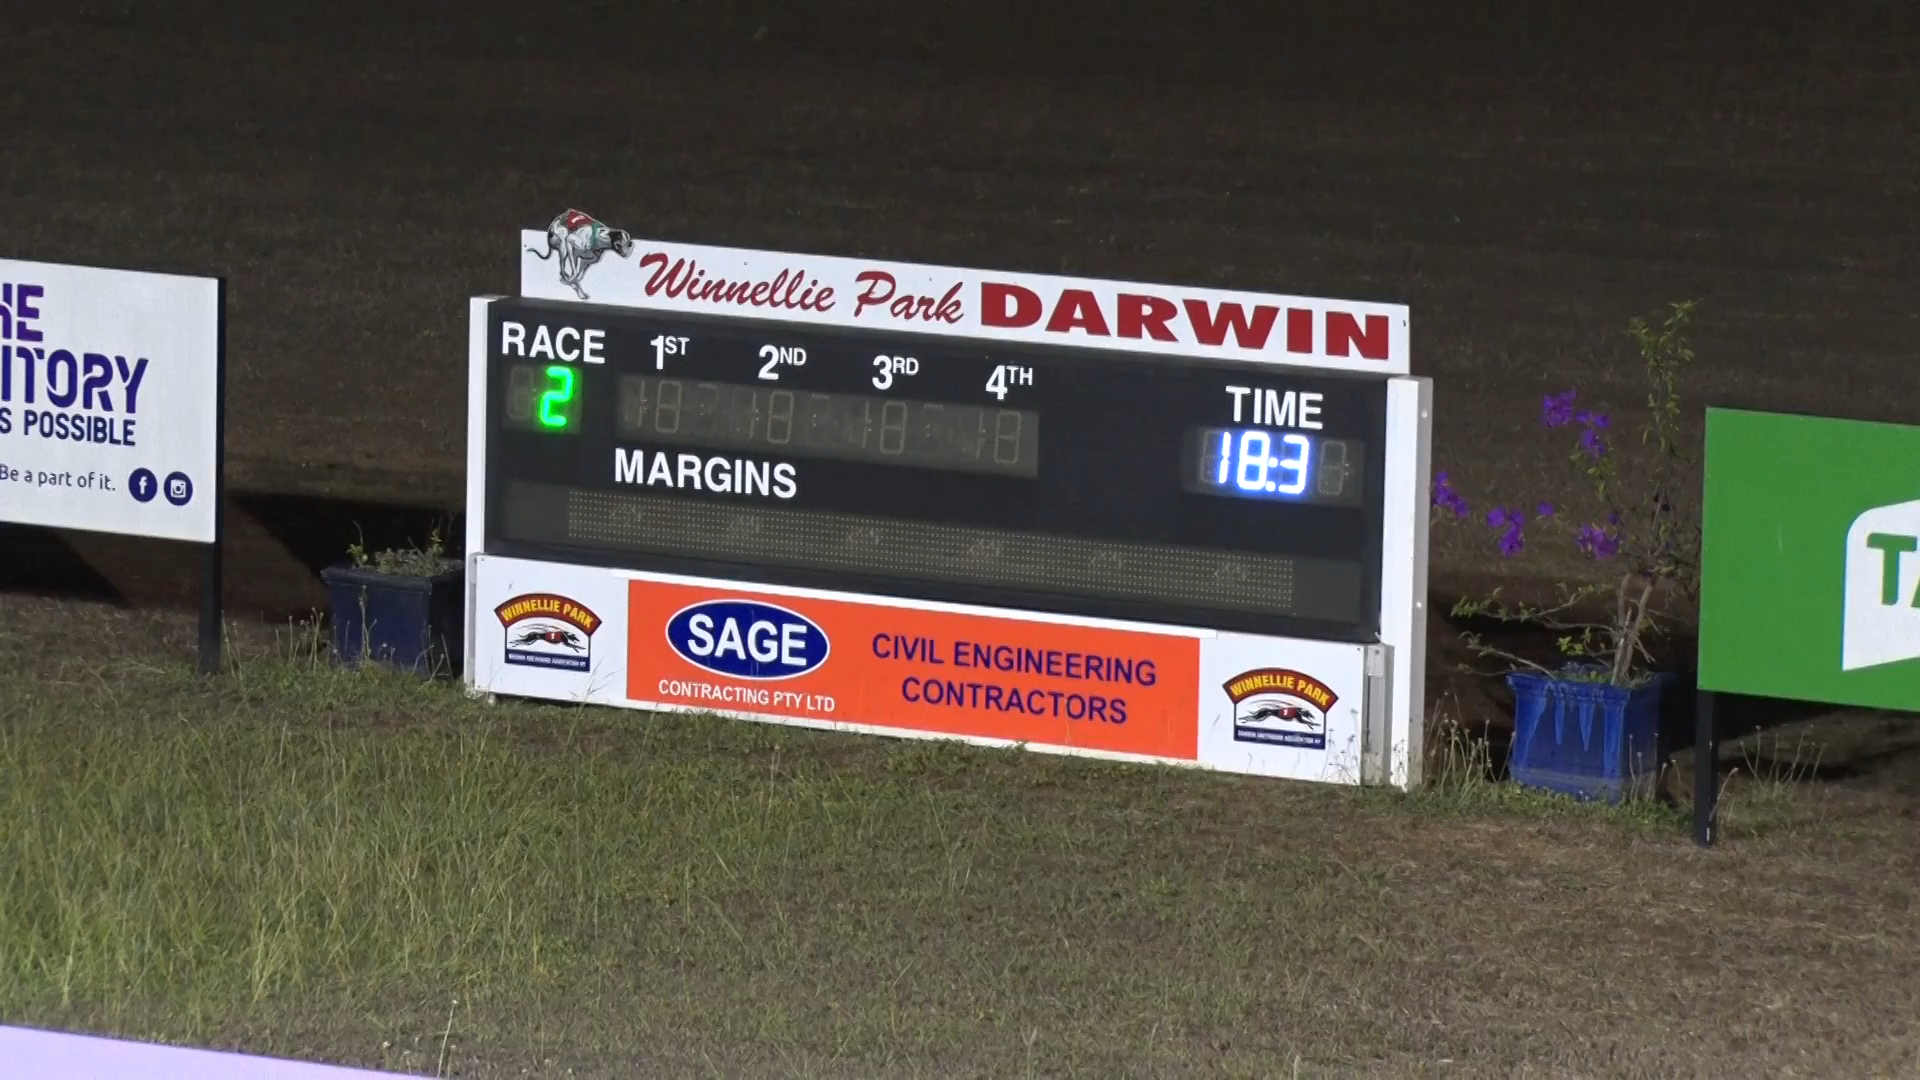 HE
ITORY
S POSSIBLE
Be a part of it.
Winnellie Park DARWIN
RACE 1ST 2ND 3RD 4TH TIME
2 18:3
MARGINS
WINNELLIE PARK
SAGE
CONTRACTING PTY LTD
CIVIL ENGINEERING
CONTRACTORS
WINNELLIE PARK
TA